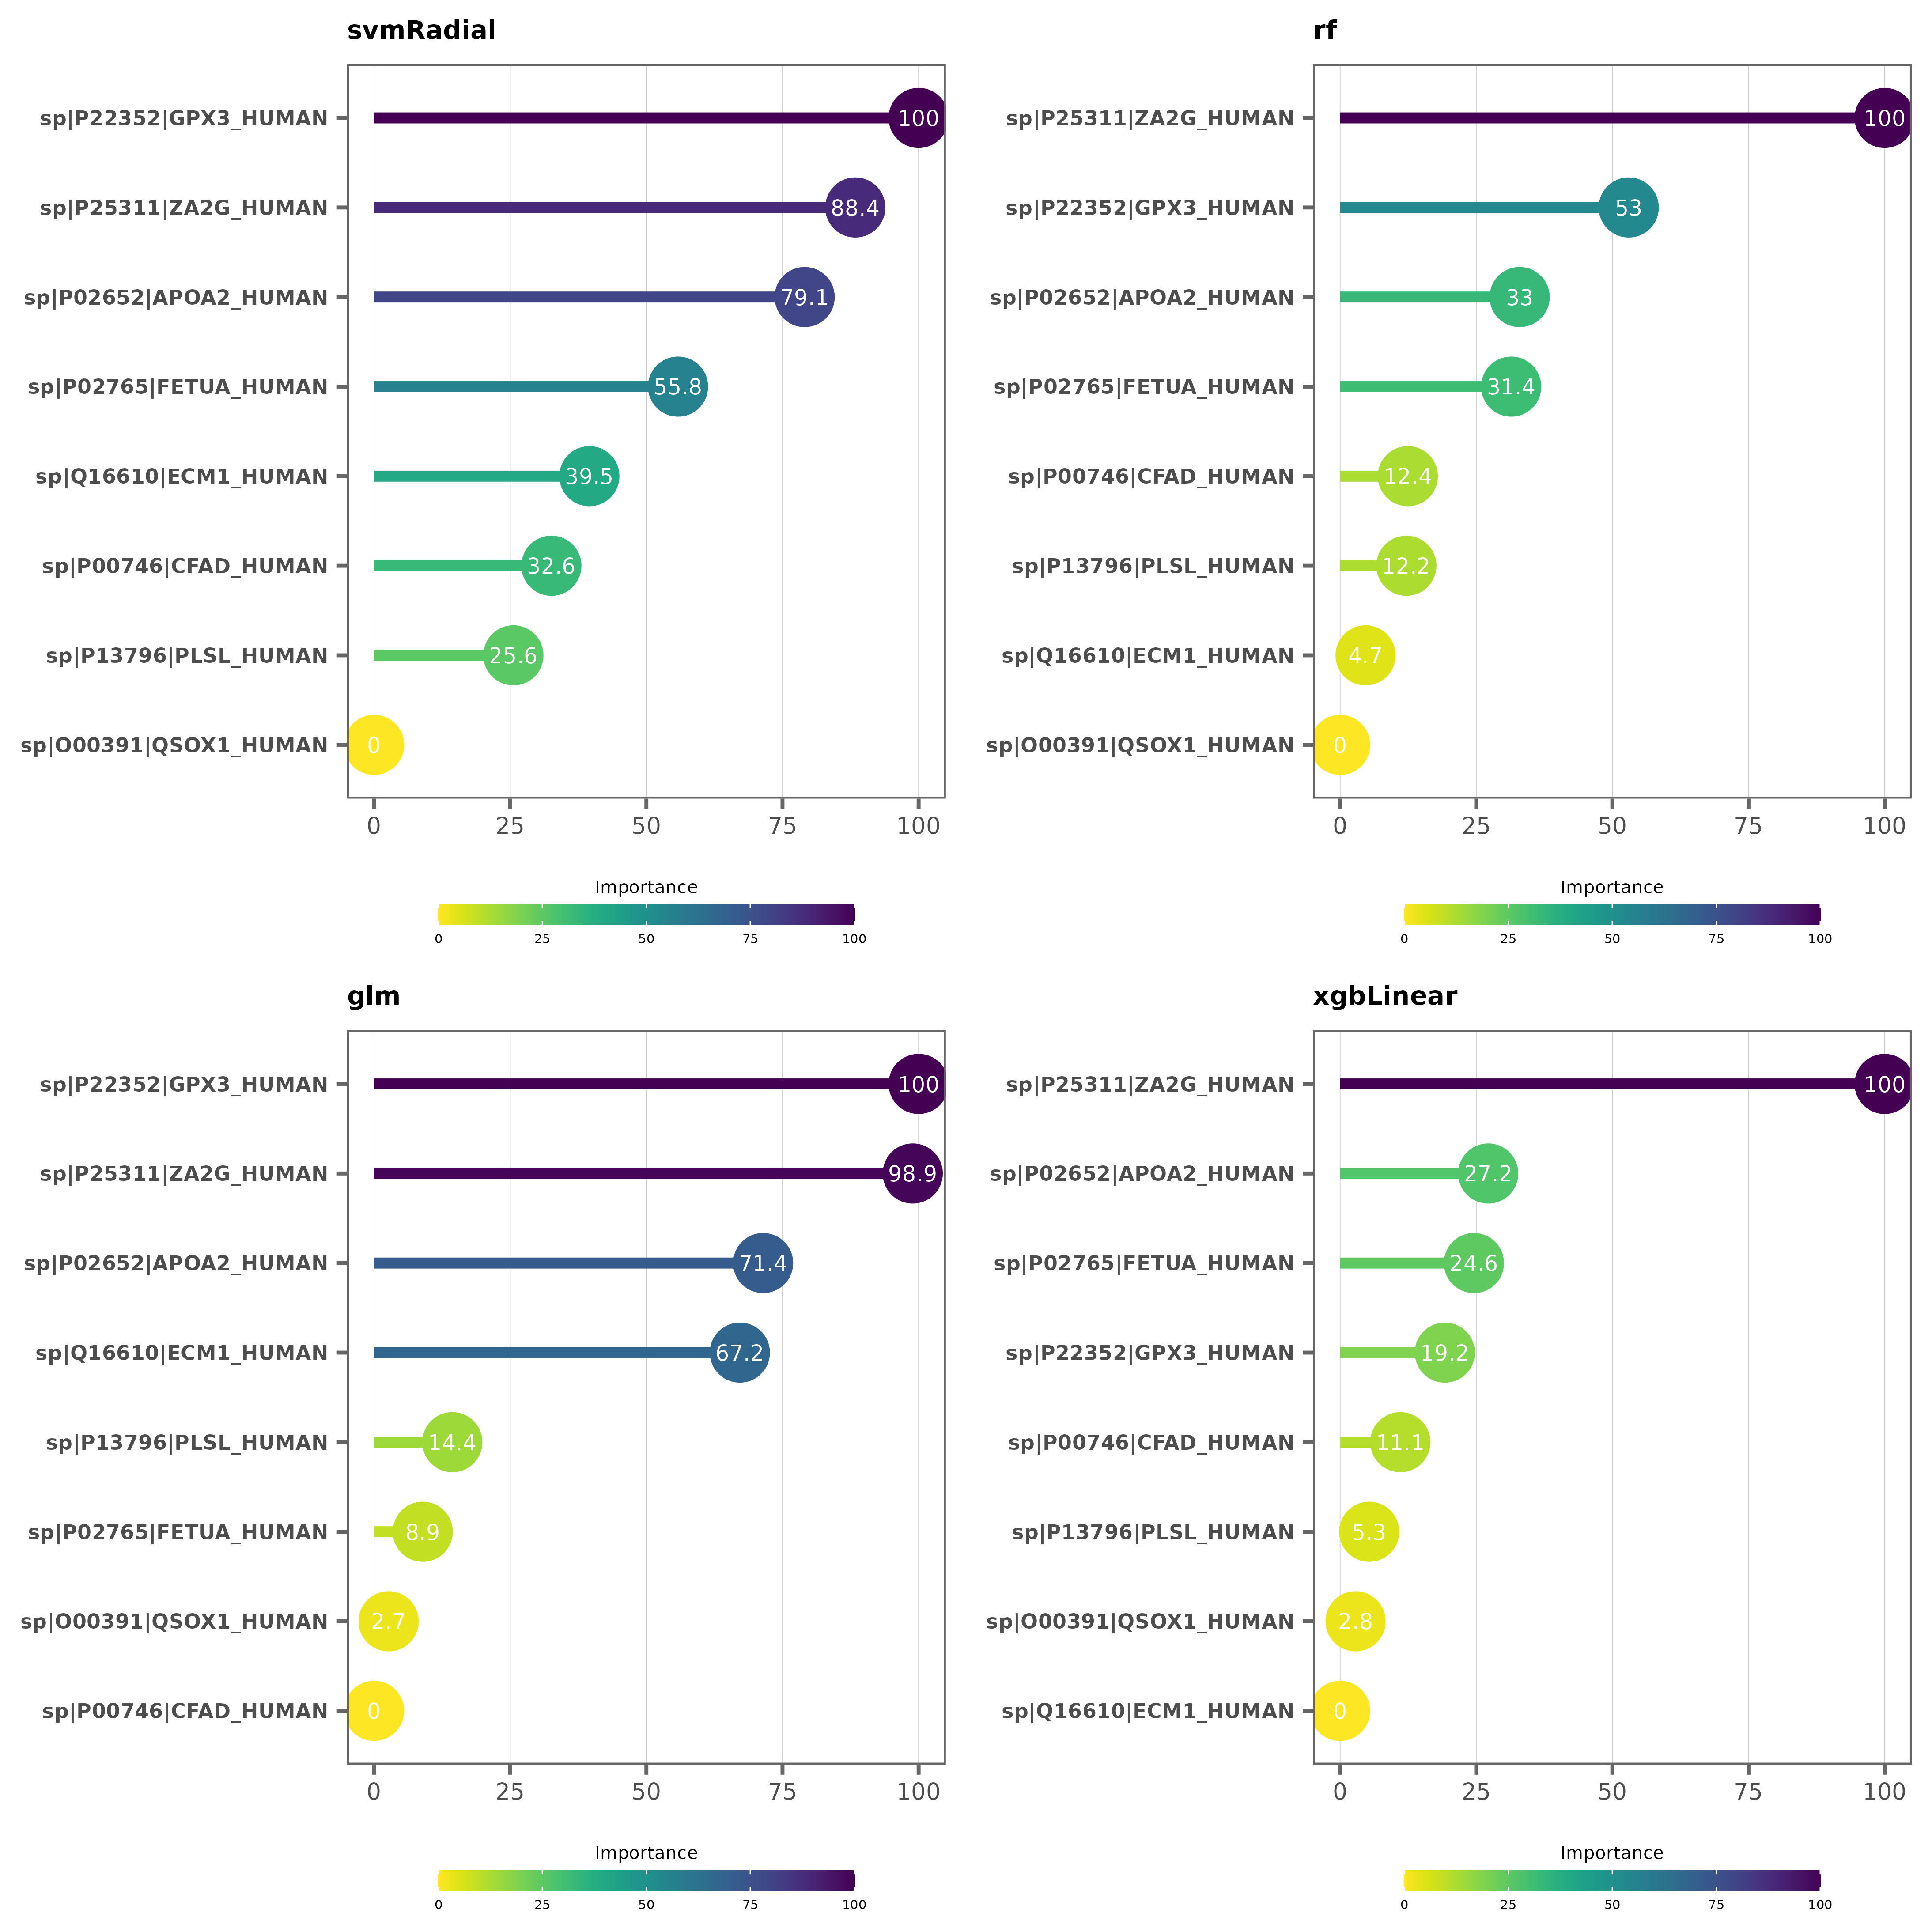 svmRadial
sp|P22352|GPX3_HUMAN
100
sp|P25311|ZA2G_HUMAN
88.4
sp|P02652|APOA2_HUMAN
79.1
sp|P02765|FETUA_HUMAN
55.8
sp|Q16610|ECM1_HUMAN
39.5
sp|P00746|CFAD_HUMAN
32.6
sp|P13796|PLSL_HUMAN
25.6
sp|O00391|QSOX1_HUMAN
0
0 25 50 75 100
Importance
0 25 50 75 100
rf
sp|P25311|ZA2G_HUMAN
100
sp|P22352|GPX3_HUMAN
53
sp|P02652|APOA2_HUMAN
33
sp|P02765|FETUA_HUMAN
31.4
sp|P00746|CFAD_HUMAN
12.4
sp|P13796|PLSL_HUMAN
12.2
sp|Q16610|ECM1_HUMAN
4.7
sp|O00391|QSOX1_HUMAN
0
0 25 50 75 100
Importance
0 25 50 75 100
glm
sp|P22352|GPX3_HUMAN
100
sp|P25311|ZA2G_HUMAN
98.9
sp|P02652|APOA2_HUMAN
71.4
sp|Q16610|ECM1_HUMAN
67.2
sp|P13796|PLSL_HUMAN
14.4
sp|P02765|FETUA_HUMAN
8.9
sp|O00391|QSOX1_HUMAN
2.7
sp|P00746|CFAD_HUMAN
0
0 25 50 75 100
Importance
0 25 50 75 100
xgbLinear
sp|P25311|ZA2G_HUMAN
100
sp|P02652|APOA2_HUMAN
27.2
sp|P02765|FETUA_HUMAN
24.6
sp|P22352|GPX3_HUMAN
19.2
sp|P00746|CFAD_HUMAN
11.1
sp|P13796|PLSL_HUMAN
5.3
sp|O00391|QSOX1_HUMAN
2.8
sp|Q16610|ECM1_HUMAN
0
0 25 50 75 100
Importance
0 25 50 75 100